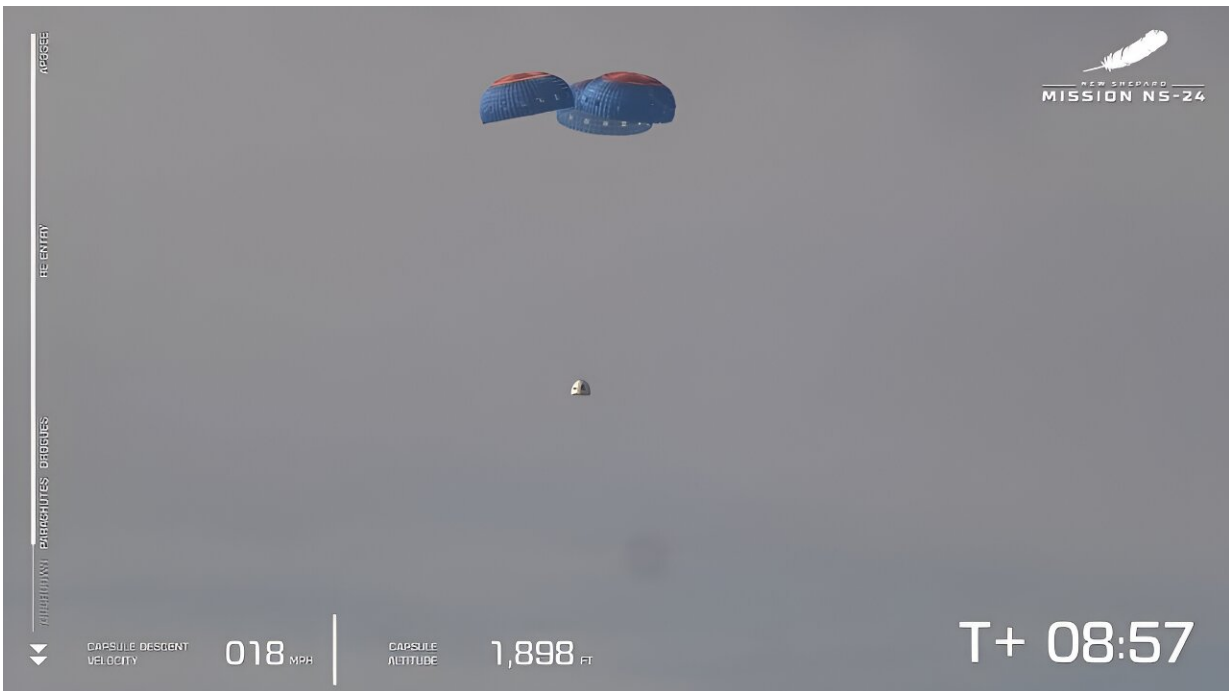 APOGEE
RE ENTRY
DROGUES
PARACHUTES
TOUCHDOWN
NEW SHEPARD
MISSION NS-24
CAPSULE DESCENT
VELOCITY
018 MPH
CAPSULE
ALTITUDE
1,898 FT
T+ 08:57